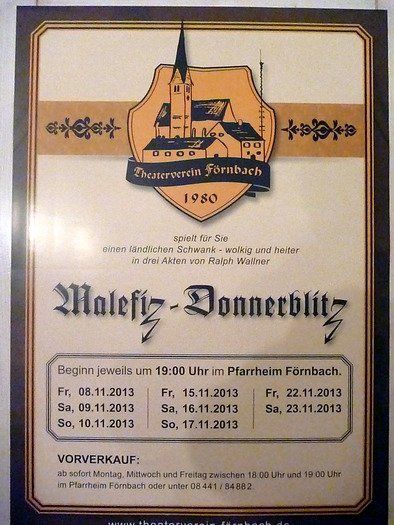 Theaterverein Förnbach
1980
spielt für Sie
einen ländlichen Schwank - wolkig und heiter
in drei Akten von Ralph Wallner
Malefiz-Donnerblitz
Beginn jeweils um 19:00 Uhr im Pfarrheim Förnbach.
Fr, 08.11.2013 Fr, 15.11.2013 Fr, 22.11.2013
Sa, 09.11.2013 Sa, 16.11.2013 Sa, 23.11.2013
So, 10.11.2013 So, 17.11.2013
VORVERKAUF:
ab sofort Montag, Mittwoch und Freitag zwischen 18:00 Uhr und 19:00 Uhr
im Pfarrheim Förnbach oder unter 08441/84882.
www.theaterverein-förnbach.de